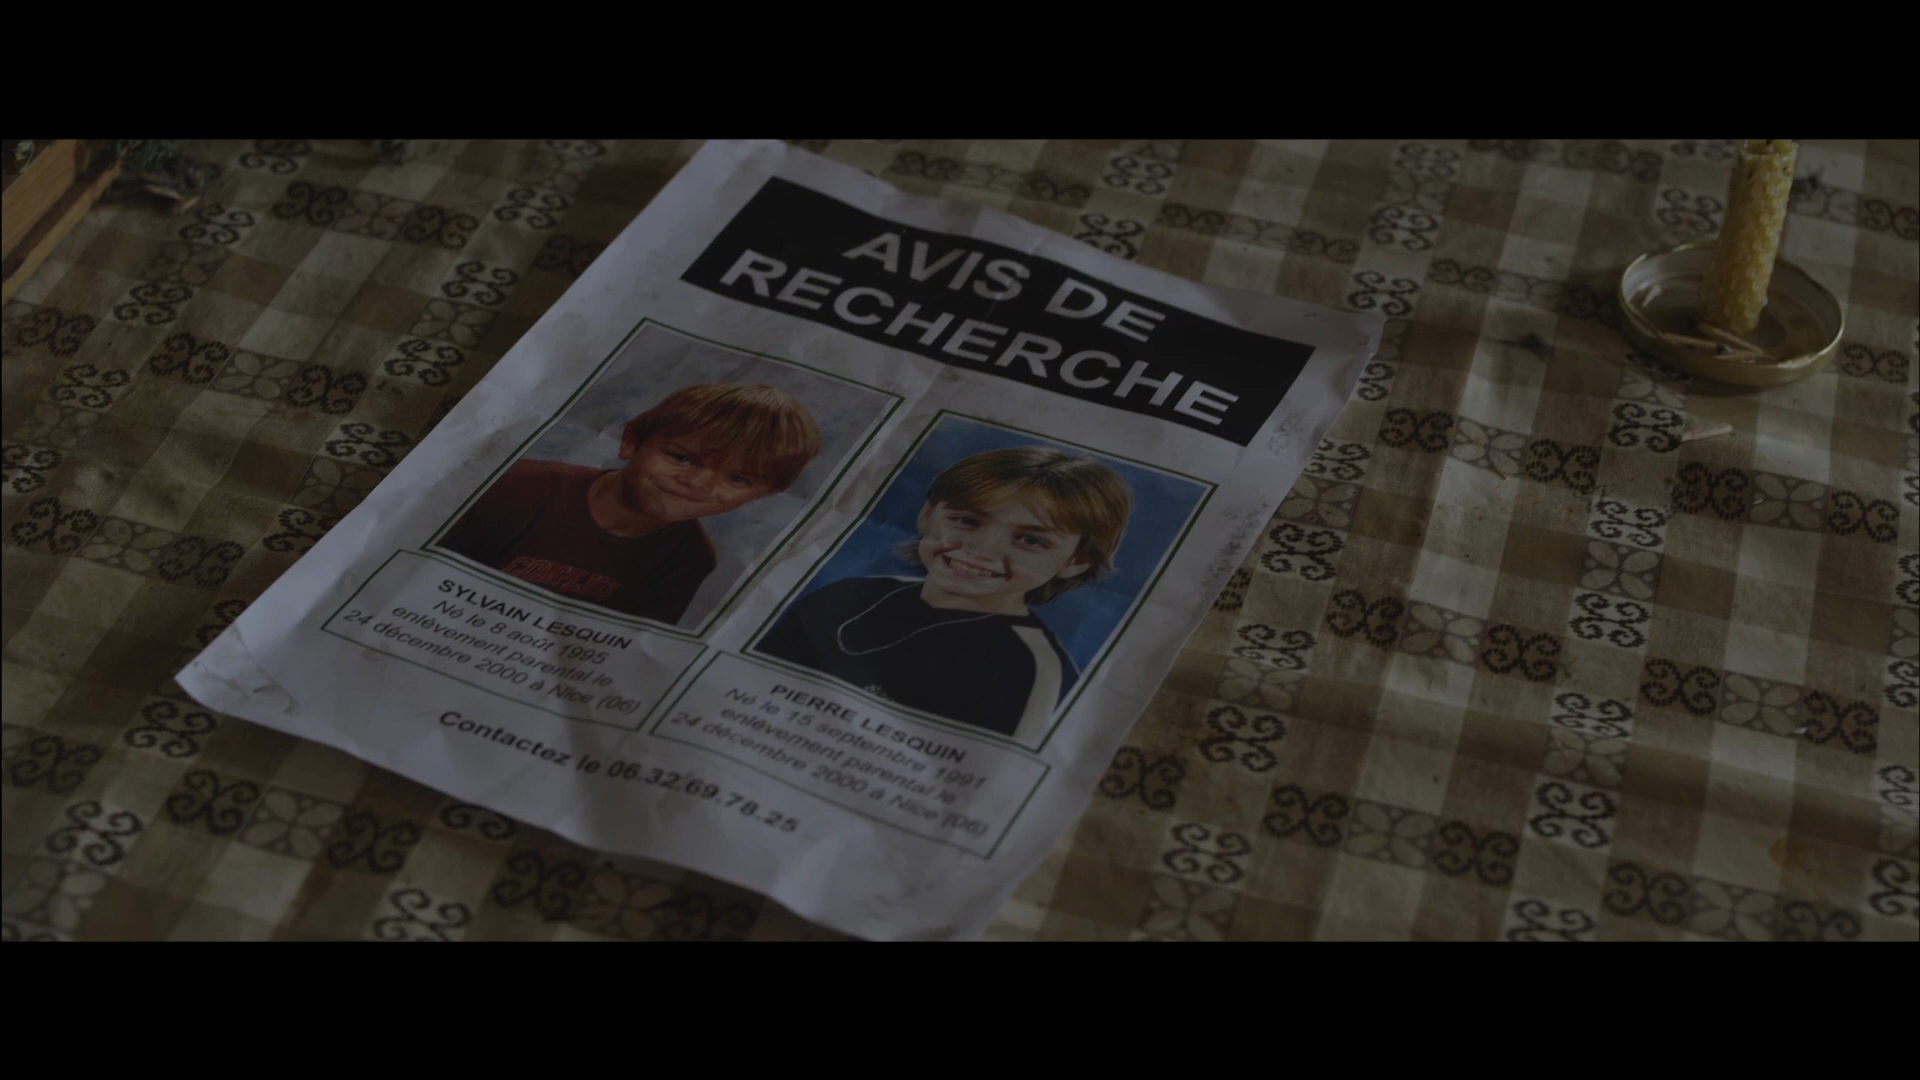 AVIS DE
RECHERCHE
SYLVAIN LESQUIN
Né le 8 août 1995
enlèvement parental le
24 décembre 2000 à Nice (06)
PIERRE LESQUIN
Né le 15 septembre 1991
enlèvement parental le
24 décembre 2000 à Nice (06)
Contactez le 06.32.69.78.25